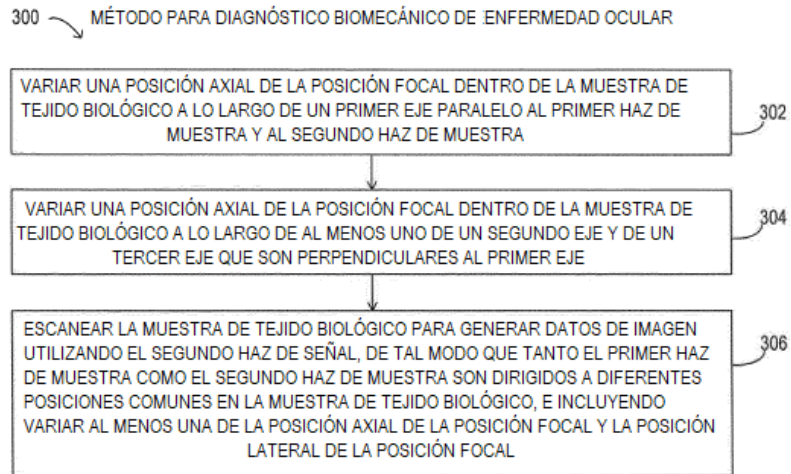 300 MÉTODO PARA DIAGNÓSTICO BIOMECÁNICO DE ENFERMEDAD OCULAR
VARIAR UNA POSICIÓN AXIAL DE LA POSICIÓN FOCAL DENTRO DE LA MUESTRA DE
TEJIDO BIOLÓGICO A LO LARGO DE UN PRIMER EJE PARALELO AL PRIMER HAZ DE
MUESTRA Y AL SEGUNDO HAZ DE MUESTRA
302
VARIAR UNA POSICIÓN AXIAL DE LA POSICIÓN FOCAL DENTRO DE LA MUESTRA DE
TEJIDO BIOLÓGICO A LO LARGO DE AL MENOS UNO DE UN SEGUNDO EJE Y DE UN
TERCER EJE QUE SON PERPENDICULARES AL PRIMER EJE
304
ESCANEAR LA MUESTRA DE TEJIDO BIOLÓGICO PARA GENERAR DATOS DE IMAGEN
UTILIZANDO EL SEGUNDO HAZ DE SEÑAL, DE TAL MODO QUE TANTO EL PRIMER HAZ
DE MUESTRA COMO EL SEGUNDO HAZ DE MUESTRA SON DIRIGIDOS A DIFERENTES
POSICIONES COMUNES EN LA MUESTRA DE TEJIDO BIOLÓGICO, E INCLUYENDO
VARIAR AL MENOS UNA DE LA POSICIÓN AXIAL DE LA POSICIÓN FOCAL Y LA POSICIÓN
LATERAL DE LA POSICIÓN FOCAL
306